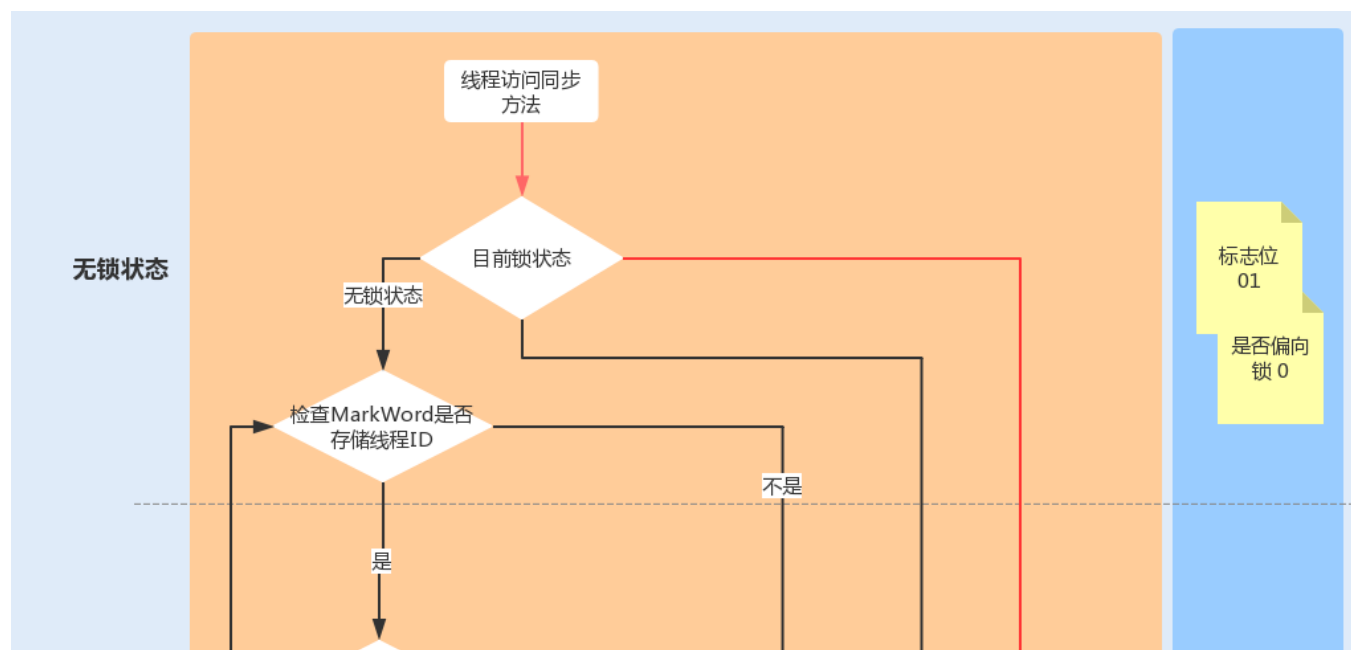 线程访问同步
方法
目前锁状态
无锁状态
无锁状态
标志位
01
是否偏向
锁 0
检查MarkWord是否
存储线程ID
不是
是